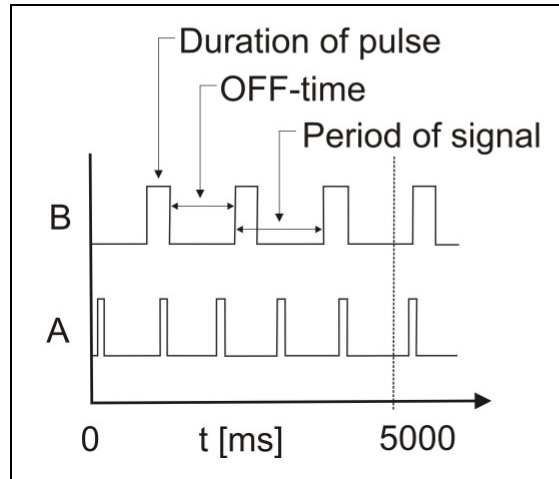 Duration of pulse
OFF-time
Period of signal
B
A
0 t [ms] 5000